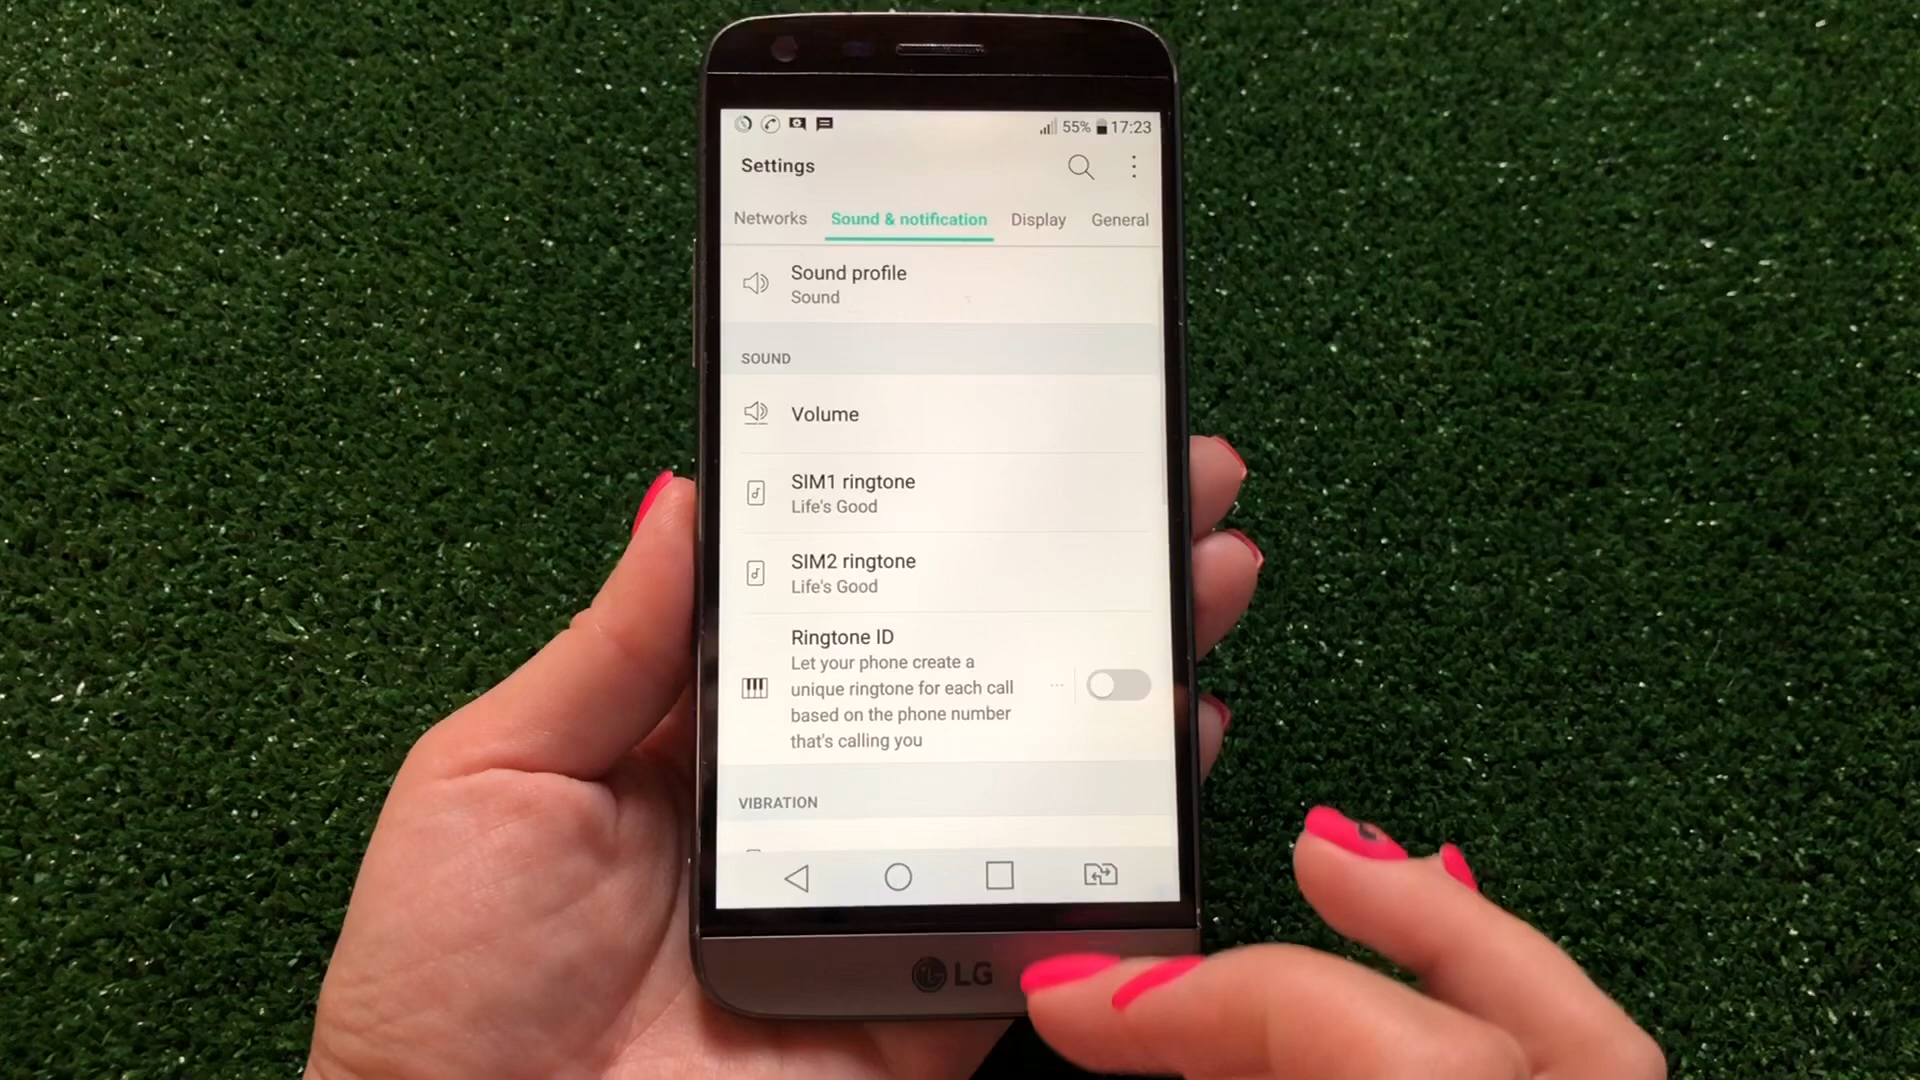 55% 17:23
Settings
Networks Sound & notification Display General
Sound profile
Sound
SOUND
Volume
SIM1 ringtone
Life's Good
SIM2 ringtone
Life's Good
Ringtone ID
Let your phone create a
unique ringtone for each call
based on the phone number
that's calling you
VIBRATION
LG